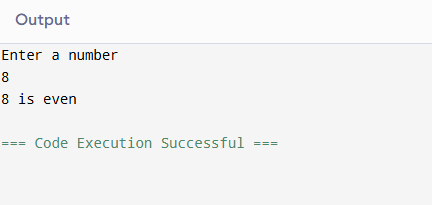 Output
Enter a number
8
8 is even
=== Code Execution Successful ===